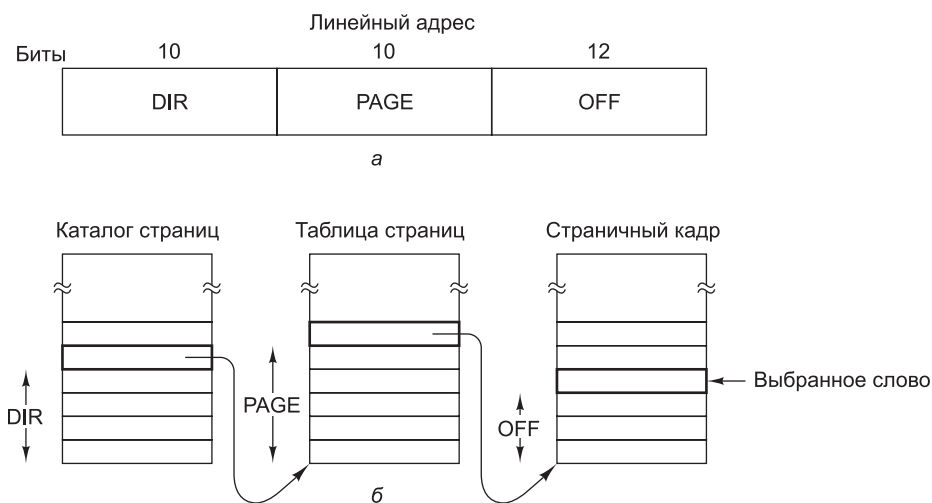 Линейный адрес
Биты 10 10 12
DIR PAGE OFF
а
Каталог страниц Таблица страниц Страничный кадр
Выбранное слово
DIR PAGE OFF
б